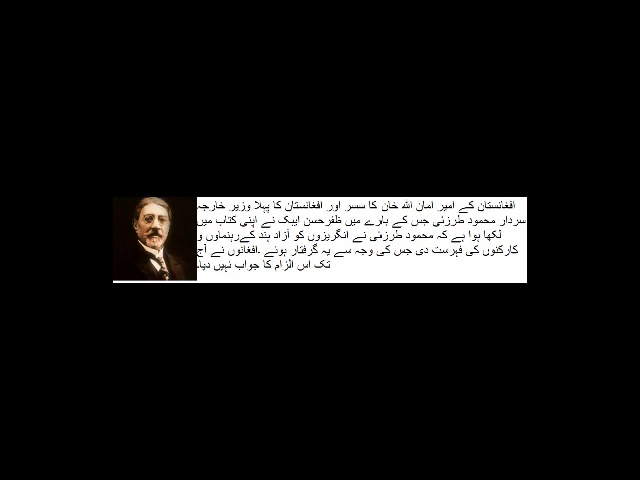 افغانستان کے امیر امان اللہ خان کا سسر اور افغانستان کا پہلا وزیر خارجہ
سردار محمود طرزئی جس کے بارے میں ظفرحسن ایبک نے اپنی کتاب میں
لکھا ہوا ہے کہ محمود طرزئی نے انگریزوں کو آزاد ہند کےرہنماوں و
کارکنوں کی فہرست دی جس کی وجہ سے یہ گرفتار ہوئے .افغانوں نے آج
تک اس الزام کا جواب نہیں دیا۔